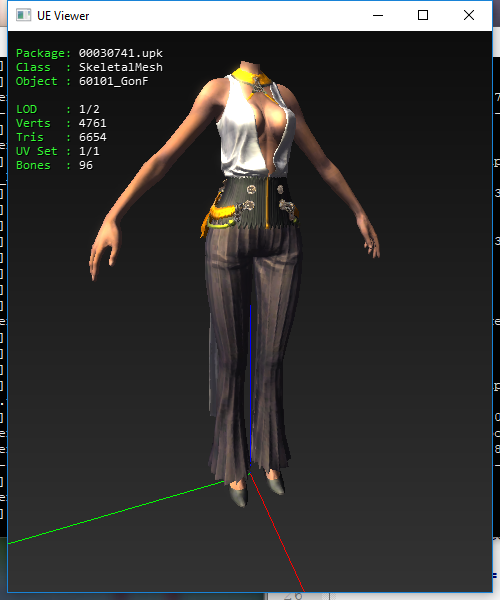 UE Viewer
Package: 00030741.upk
Class : SkeletalMesh
Object : 60101_GonF
LOD : 1/2
Verts : 4761
Tris : 6654
UV Set : 1/1
Bones : 96
26